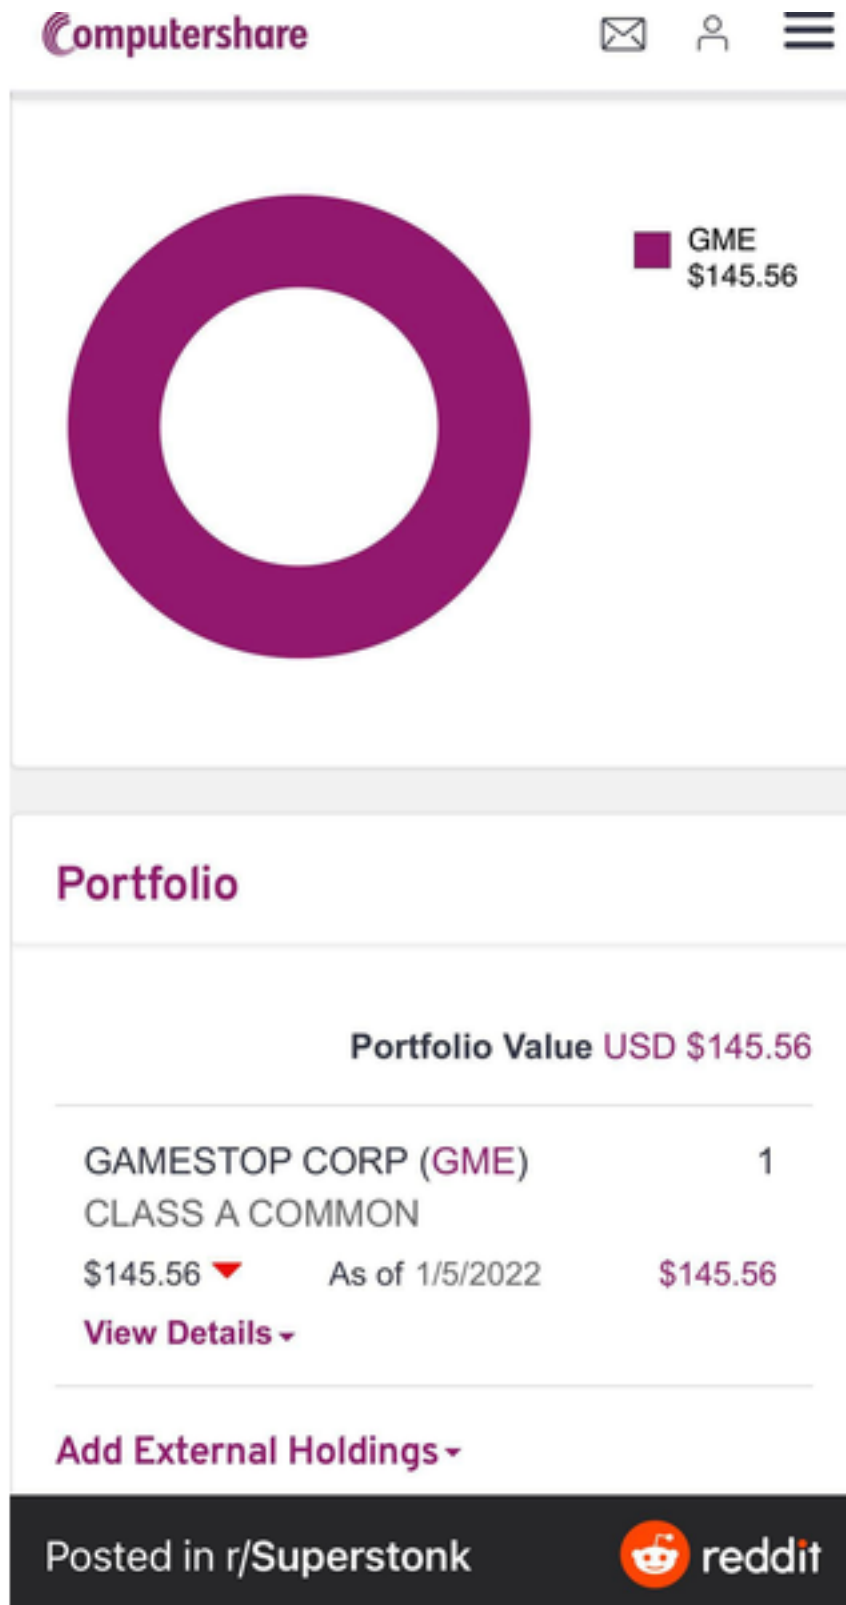 Computershare
GME
$145.56
Portfolio
Portfolio Value USD $145.56
GAMESTOP CORP (GME) 1
CLASS A COMMON
$145.56 As of 1/5/2022 $145.56
View Details
Add External Holdings
Posted in r/Superstonk reddit